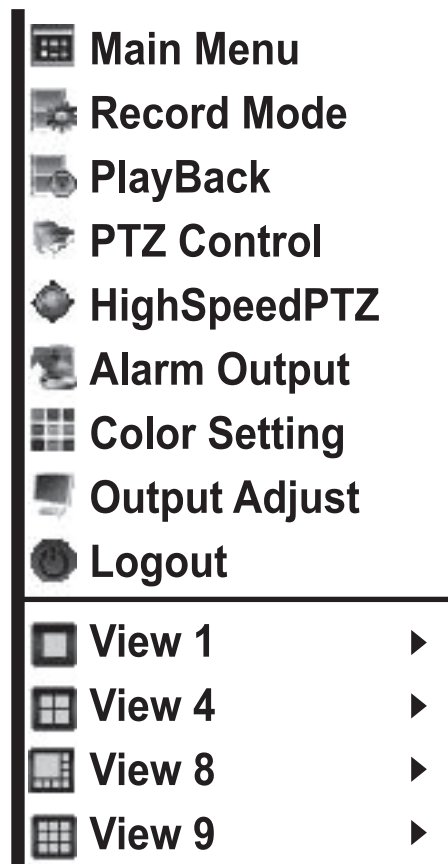 Main Menu
Record Mode
PlayBack
PTZ Control
HighSpeedPTZ
Alarm Output
Color Setting
Output Adjust
Logout
View 1
View 4
View 8
View 9